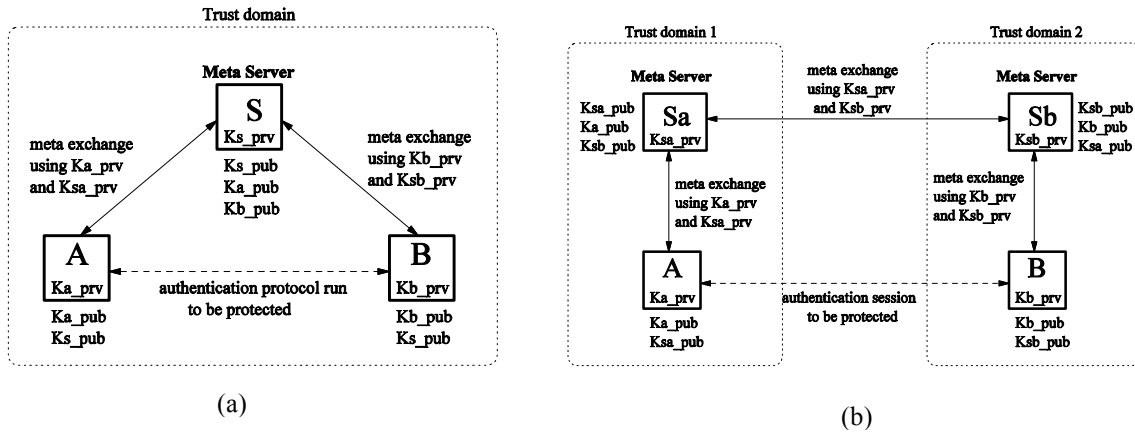 Trust domain
Meta Server
S
Ks_prv
meta exchange
using Ka_prv
and Ksa_prv
meta exchange
using Kb_prv
and Ksb_prv
Ks_pub
Ka_pub
Kb_pub
A
Ka_prv
B
Kb_prv
authentication protocol run
to be protected
Ka_pub
Ks_pub
Kb_pub
Ks_pub
(a)
Trust domain 1
Trust domain 2
Meta Server
Meta Server
meta exchange
using Ksa_prv
and Ksb_prv
Ksa_pub
Ka_pub
Ksb_pub
Sa
Ksa_prv
Sb
Ksb_prv
Ksb_pub
Kb_pub
Ksa_pub
meta exchange
using Ka_prv
and Ksa_prv
meta exchange
using Kb_prv
and Ksb_prv
A
Ka_prv
B
Kb_prv
authentication session
to be protected
Ka_pub
Ksa_pub
Kb_pub
Ksb_pub
(b)